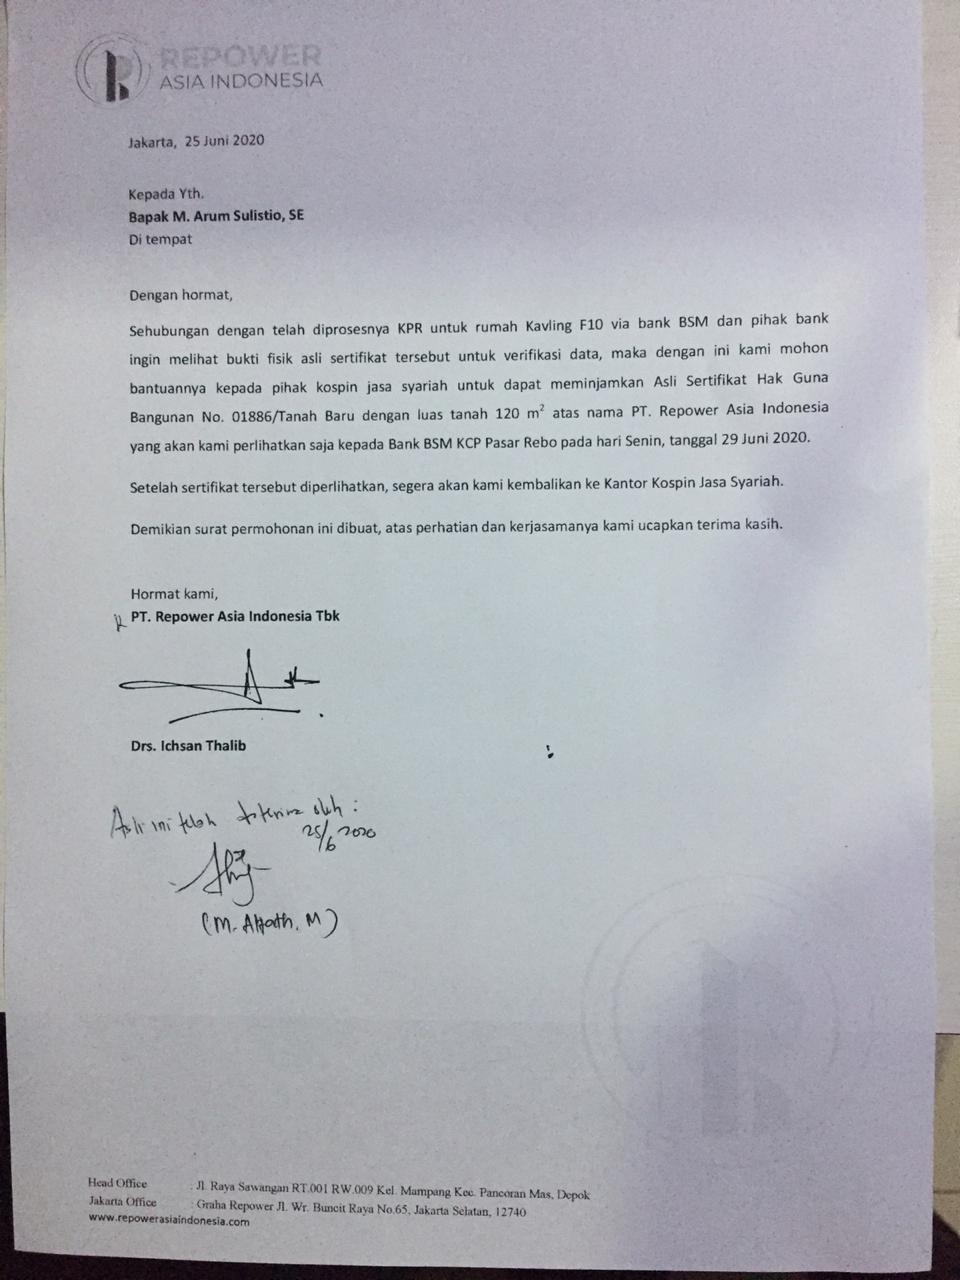 REPOWER
ASIA INDONESIA
Jakarta, 25 Juni 2020
Kepada Yth.
Bapak M. Arum Sulistio, SE
Di tempat
Dengan hormat,
Sehubungan dengan telah diprosesnya KPR untuk rumah Kavling F10 via bank BSM dan pihak bank
ingin melihat bukti fisik asli sertifikat tersebut untuk verifikasi data, maka dengan ini kami mohon
bantuannya kepada pihak kospin jasa syariah untuk dapat meminjamkan Asli Sertifikat Hak Guna
Bangunan No. 01886/Tanah Baru dengan luas tanah 120 m² atas nama PT. Repower Asia Indonesia
yang akan kami perlihatkan saja kepada Bank BSM KCP Pasar Rebo pada hari Senin, tanggal 29 Juni 2020.
Setelah sertifikat tersebut diperlihatkan, segera akan kami kembalikan ke Kantor Kospin Jasa Syariah.
Demikian surat permohonan ini dibuat, atas perhatian dan kerjasamanya kami ucapkan terima kasih.
Hormat kami,
PT. Repower Asia Indonesia Tbk
Drs. Ichsan Thalib
Asli ini telah diterima oleh :
25/6 2020
(M. M)
Head Office : Jl. Raya Sawangan RT.001 RW.009 Kel. Mampang Kec. Pancoran Mas, Depok
Jakarta Office : Graha Repower Jl. Wr. Buncit Raya No.65, Jakarta Selatan, 12740
www.repowerasiaindonesia.com